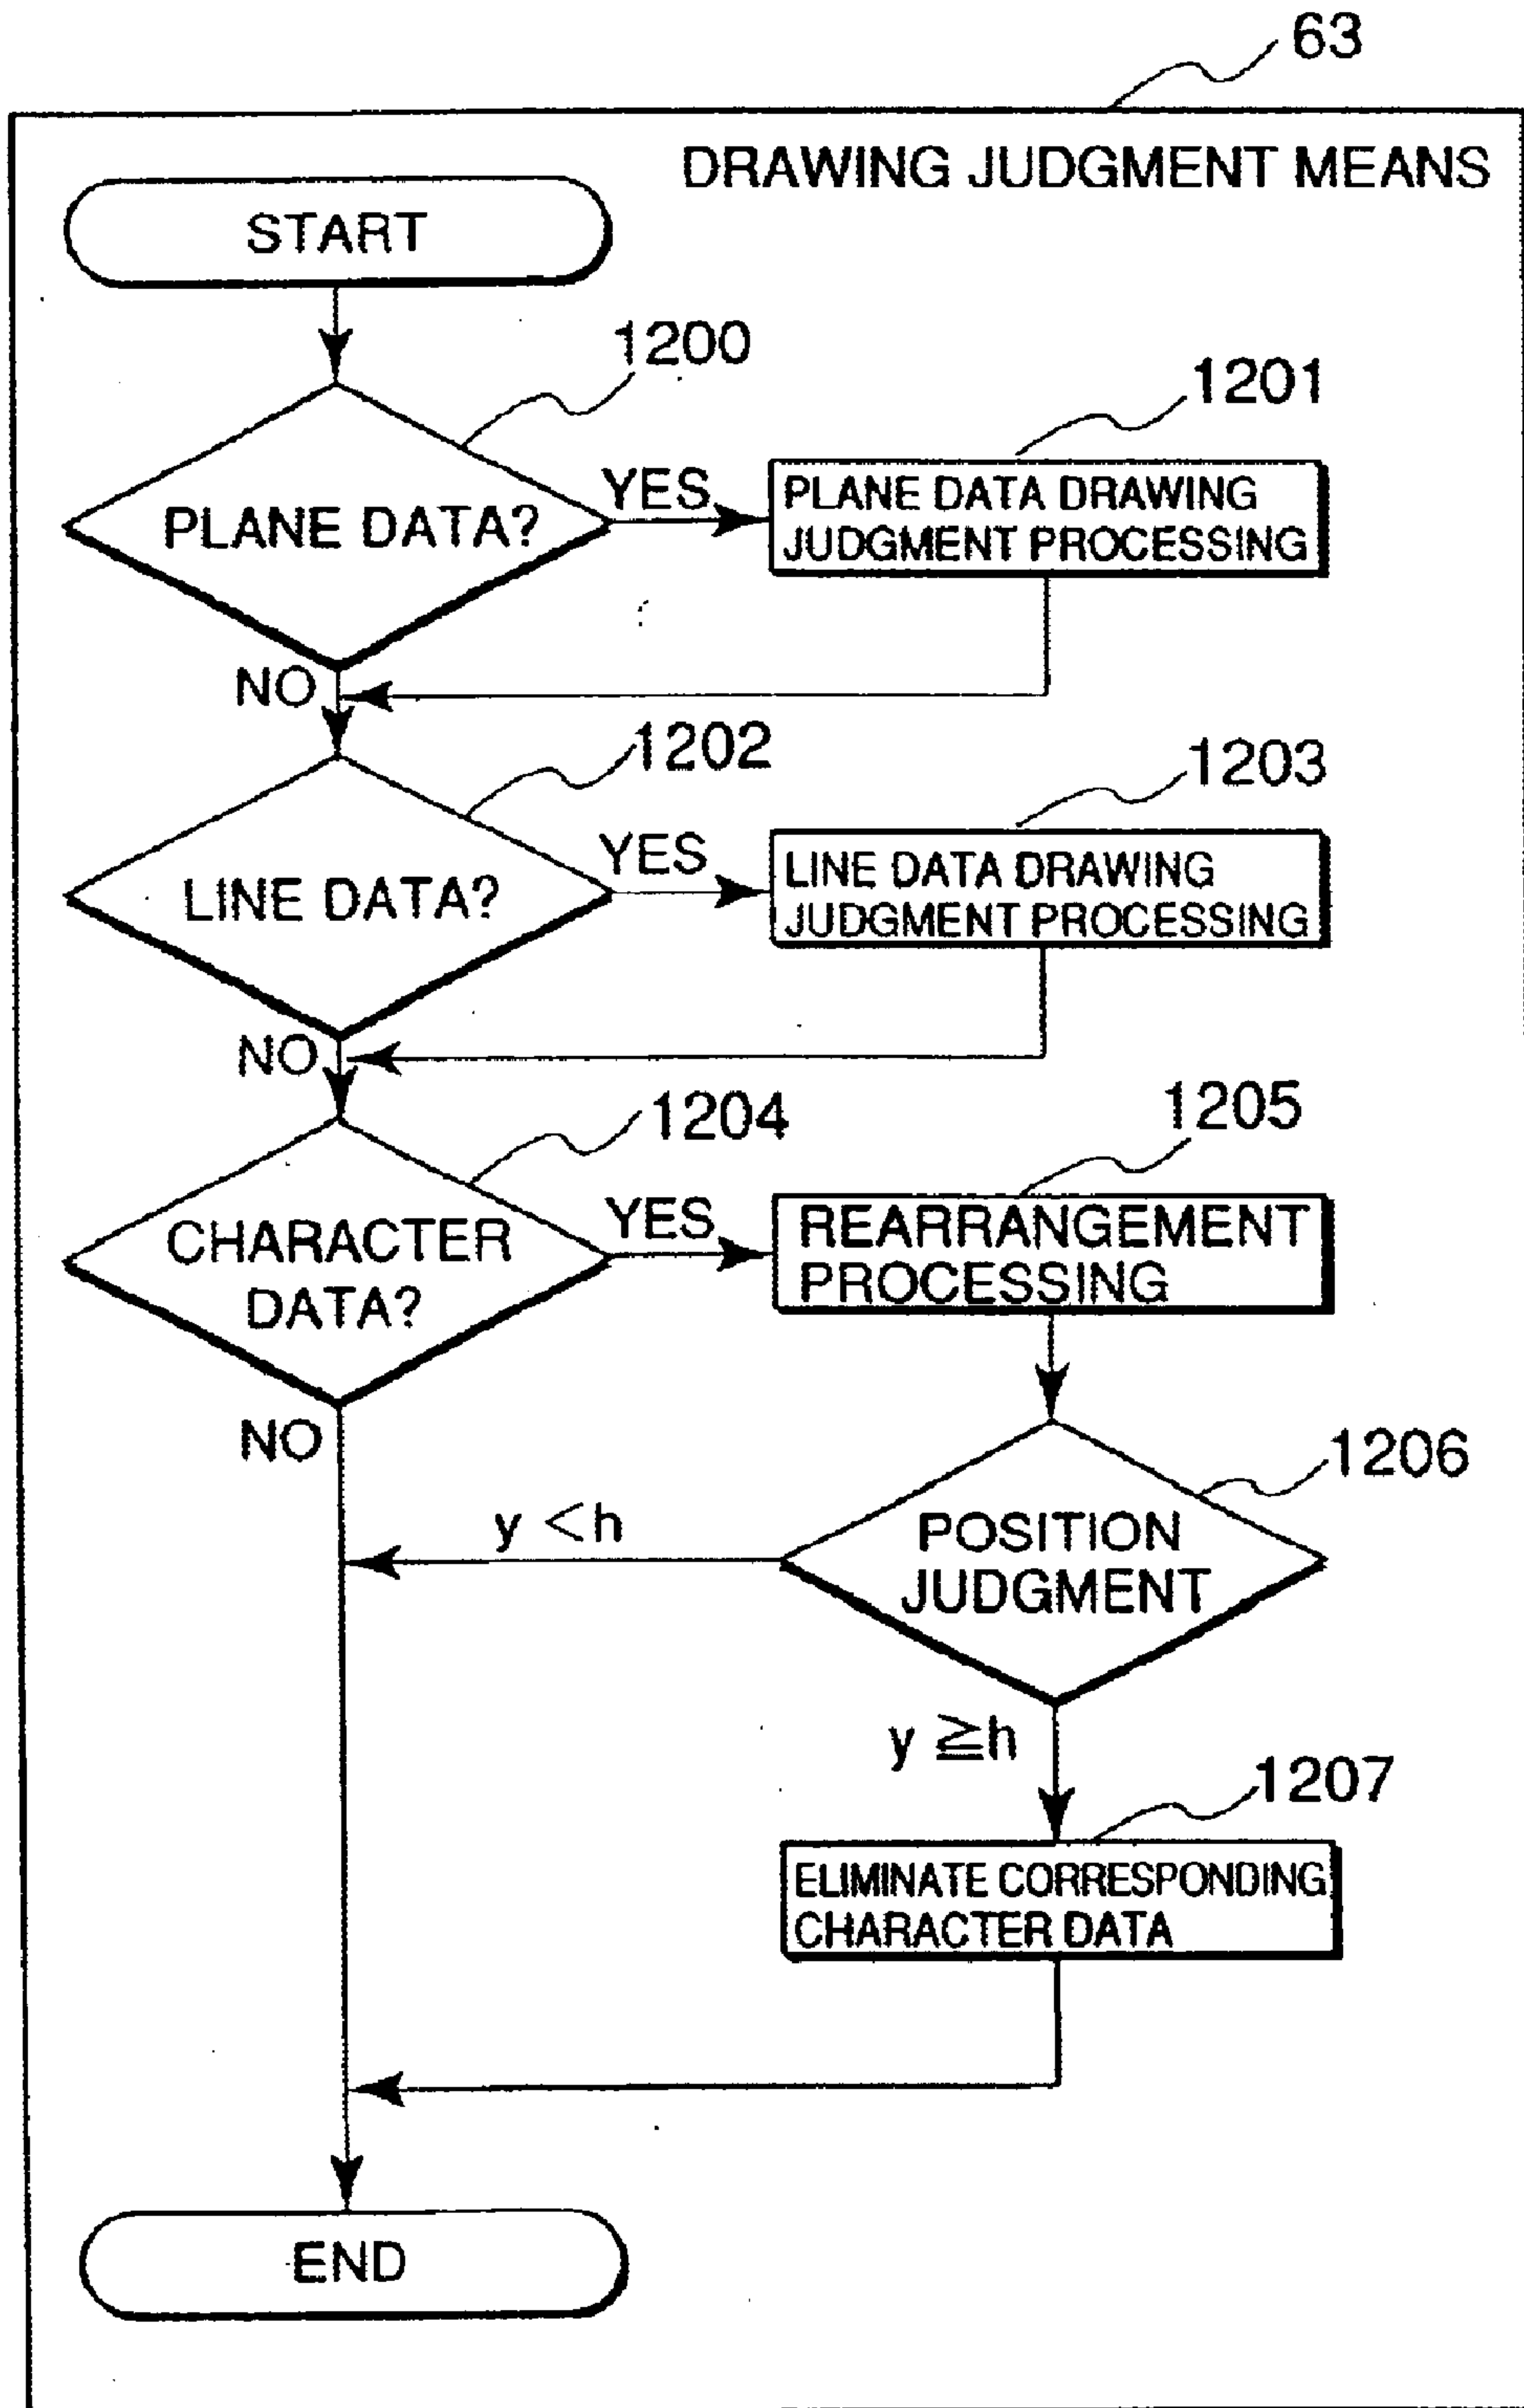 63
DRAWING JUDGMENT MEANS
START
1200
1201
PLANE DATA?
YES
PLANE DATA DRAWING
JUDGMENT PROCESSING
NO
1202
1203
LINE DATA?
YES
LINE DATA DRAWING
JUDGMENT PROCESSING
NO
1204
1205
CHARACTER
DATA?
YES
REARRANGEMENT
PROCESSING
NO
1206
POSITION
JUDGMENT
y <h
y ≧h
1207
ELIMINATE CORRESPONDING
CHARACTER DATA
END